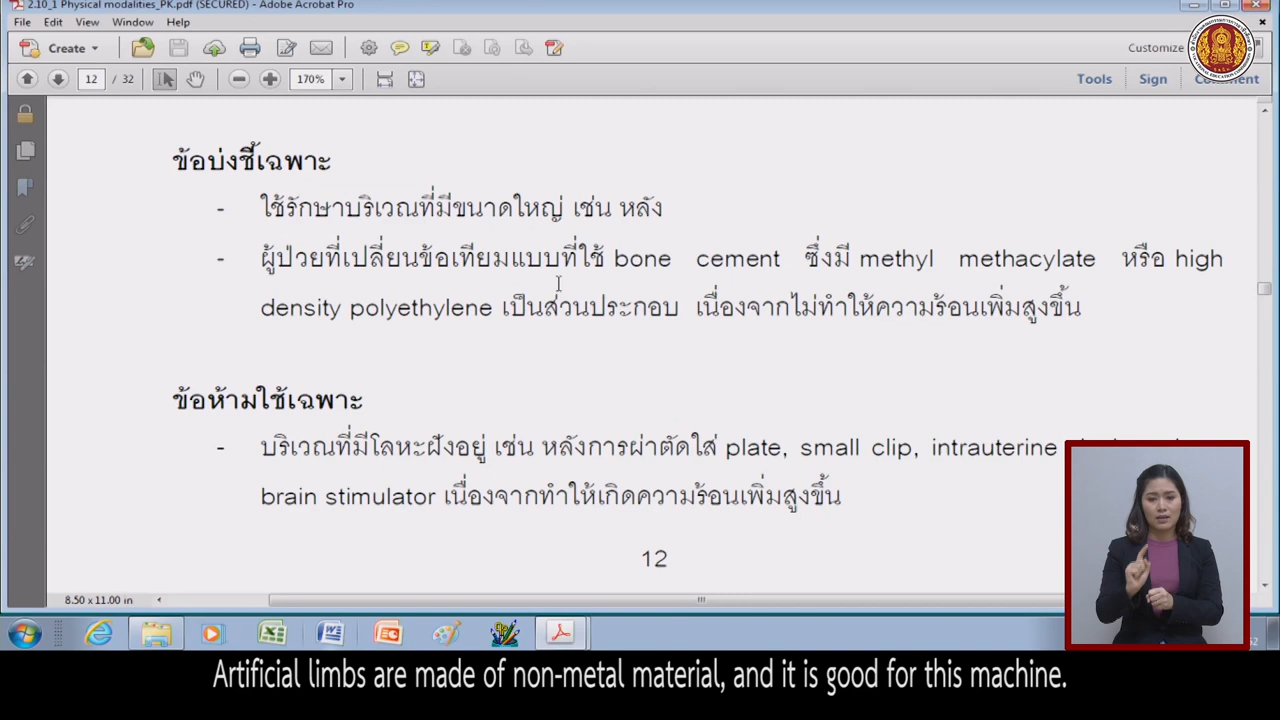 2.10_1 Physical modalities_PK.pdf (SECURED) - Adobe Acrobat Pro
File Edit View Window Help
Create Customize
12 / 32 170% Tools Sign Comment
ข้อบ่งชี้เฉพาะ
- ใช้รักษาบริเวณที่มีขนาดใหญ่ เช่น หลัง
- ผู้ป่วยที่เปลี่ยนข้อเทียมแบบที่ใช้ bone cement ซึ่งมี methyl methacylate หรือ high
density polyethylene เป็นส่วนประกอบ เนื่องจากไม่ทำให้ความร้อนเพิ่มสูงขึ้น
ข้อห้ามใช้เฉพาะ
- บริเวณที่มีโลหะฝังอยู่ เช่น หลังการผ่าตัดใส่ plate, small clip, intrauterine
brain stimulator เนื่องจากทำให้เกิดความร้อนเพิ่มสูงขึ้น
12
8.50 x 11.00 in
Artificial limbs are made of non-metal material, and it is good for this machine.